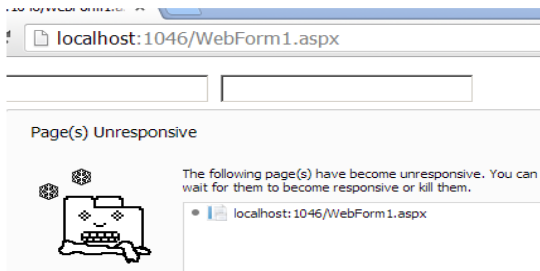 localhost:1046/WebForm1.aspx
Page(s) Unresponsive
The following page(s) have become unresponsive. You can
wait for them to become responsive or kill them.
localhost:1046/WebForm1.aspx